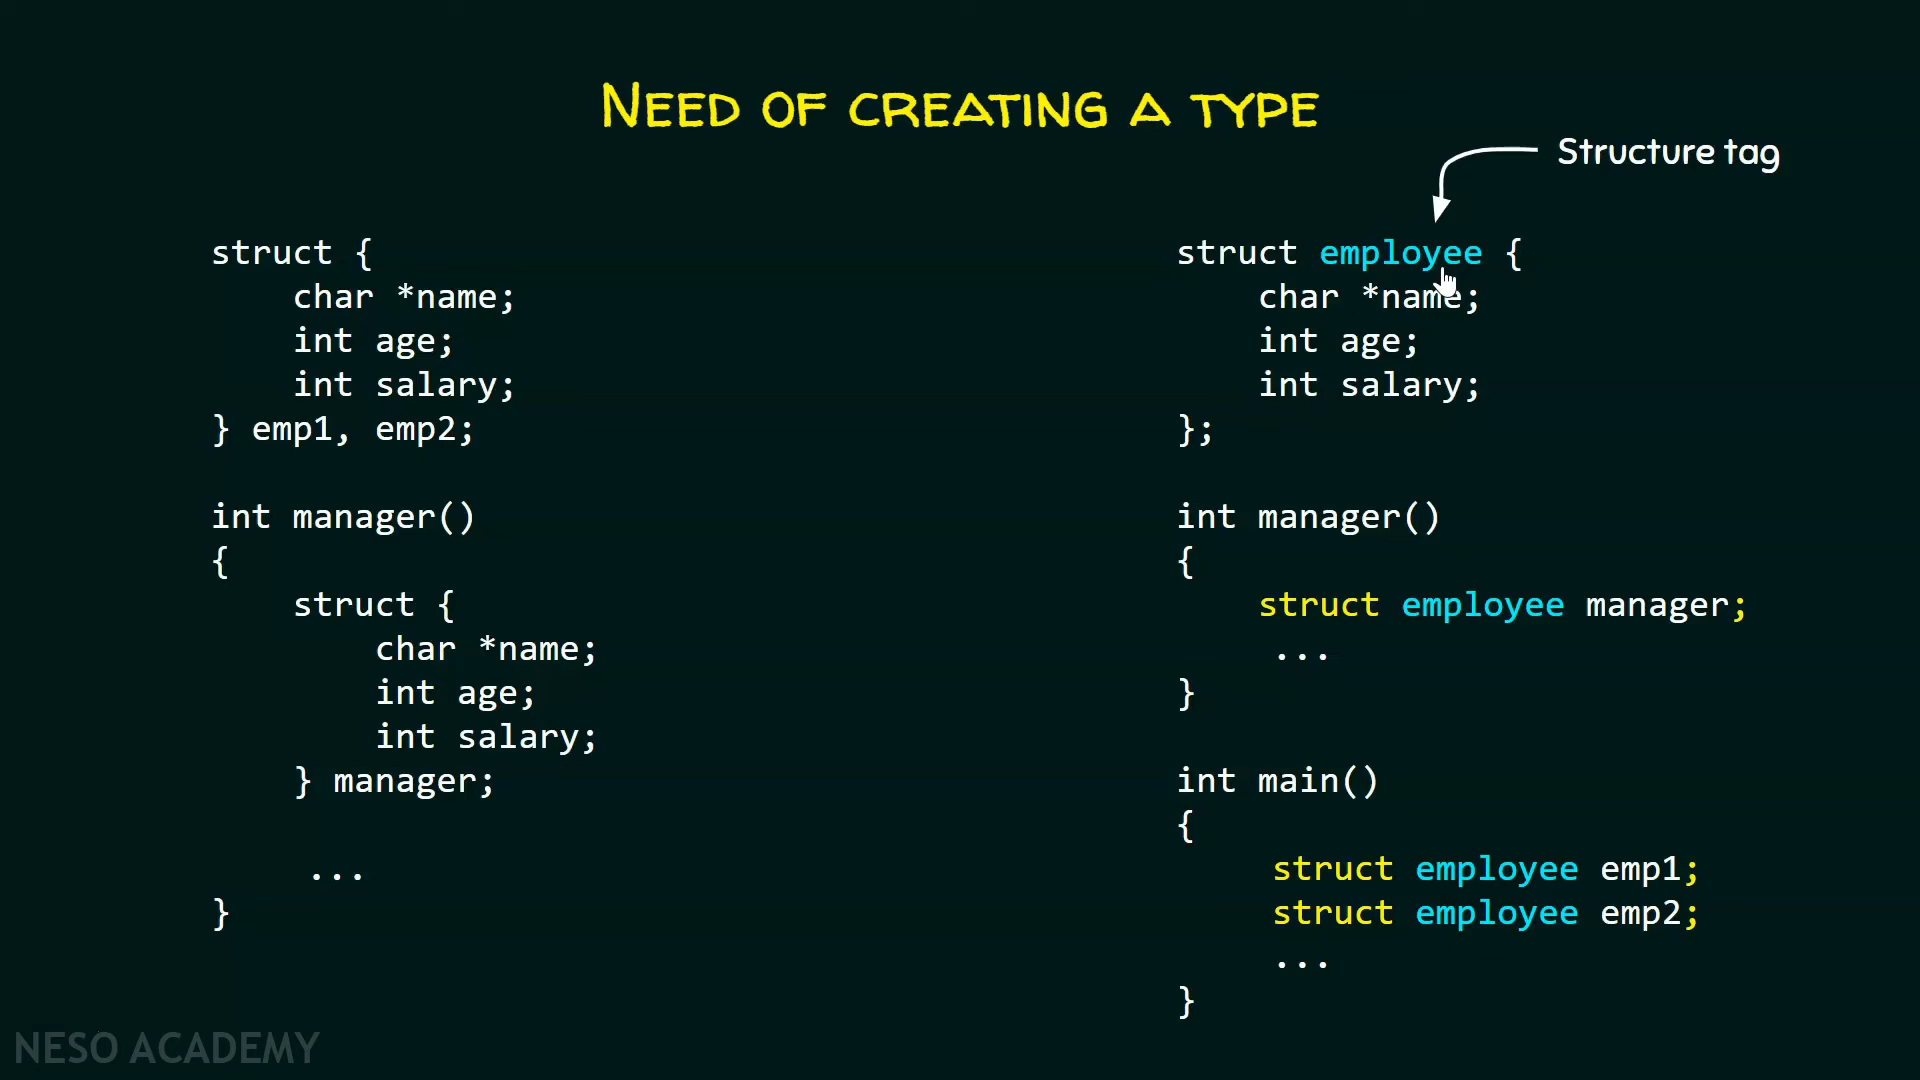 NEED OF CREATING A TYPE
Structure tag
struct {
    char *name;
    int age;
    int salary;
} emp1, emp2;

int manager()
{
    struct {
        char *name;
        int age;
        int salary;
    } manager;

    ...
}
struct employee {
    char *name;
    int age;
    int salary;
};

int manager()
{
    struct employee manager;
    ...
}

int main()
{
    struct employee emp1;
    struct employee emp2;
    ...
}
NESO ACADEMY